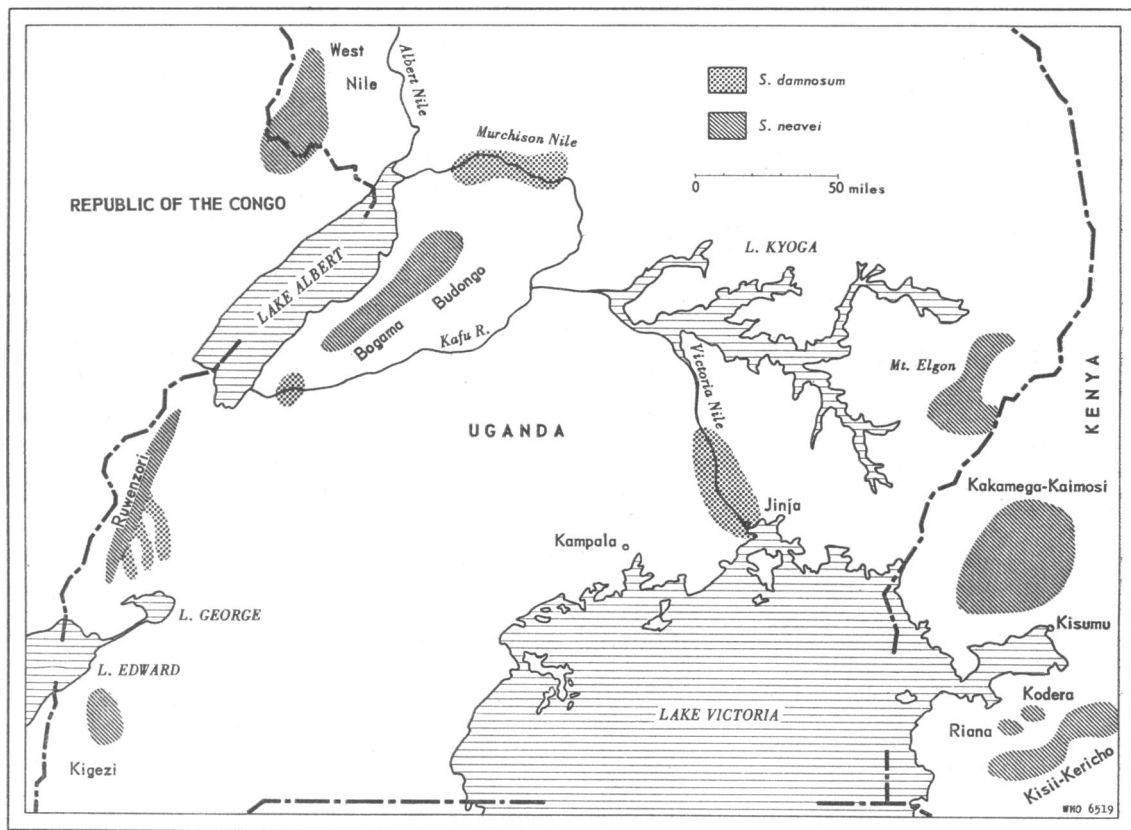 West
Nile
Albert Nile
S. damnosum
S. neavei
Murchison Nile
0 50 miles
REPUBLIC OF THE CONGO
LAKE ALBERT
L. KYOGA
Bogama Budongo
Kafu R.
Victoria Nile
Mt. Elgon
KENYA
UGANDA
Ruwenzori
Kakamega-Kaimosi
Jinja
Kampala
L. GEORGE
Kisumu
L. EDWARD
Kodera
LAKE VICTORIA
Riana
Kigezi
Kisii-Kericho
WHO 6519